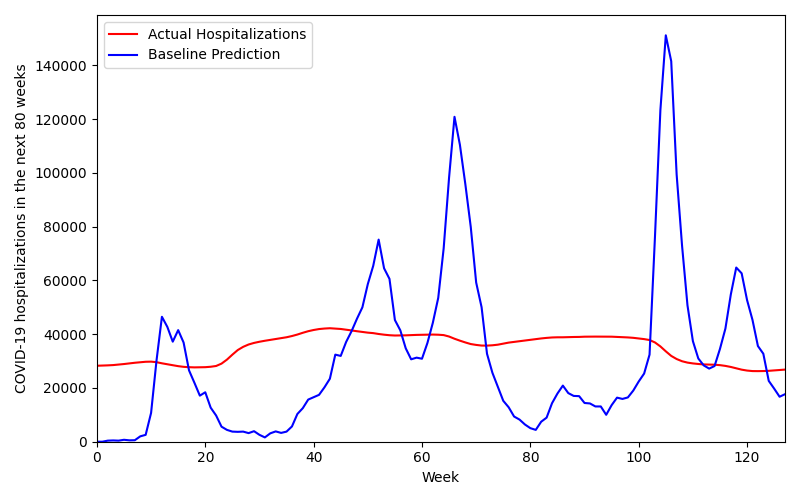 Actual Hospitalizations
Baseline Prediction
COVID-19 hospitalizations in the next 80 weeks
140000
120000
100000
80000
60000
40000
20000
0
0 20 40 60 80 100 120
Week